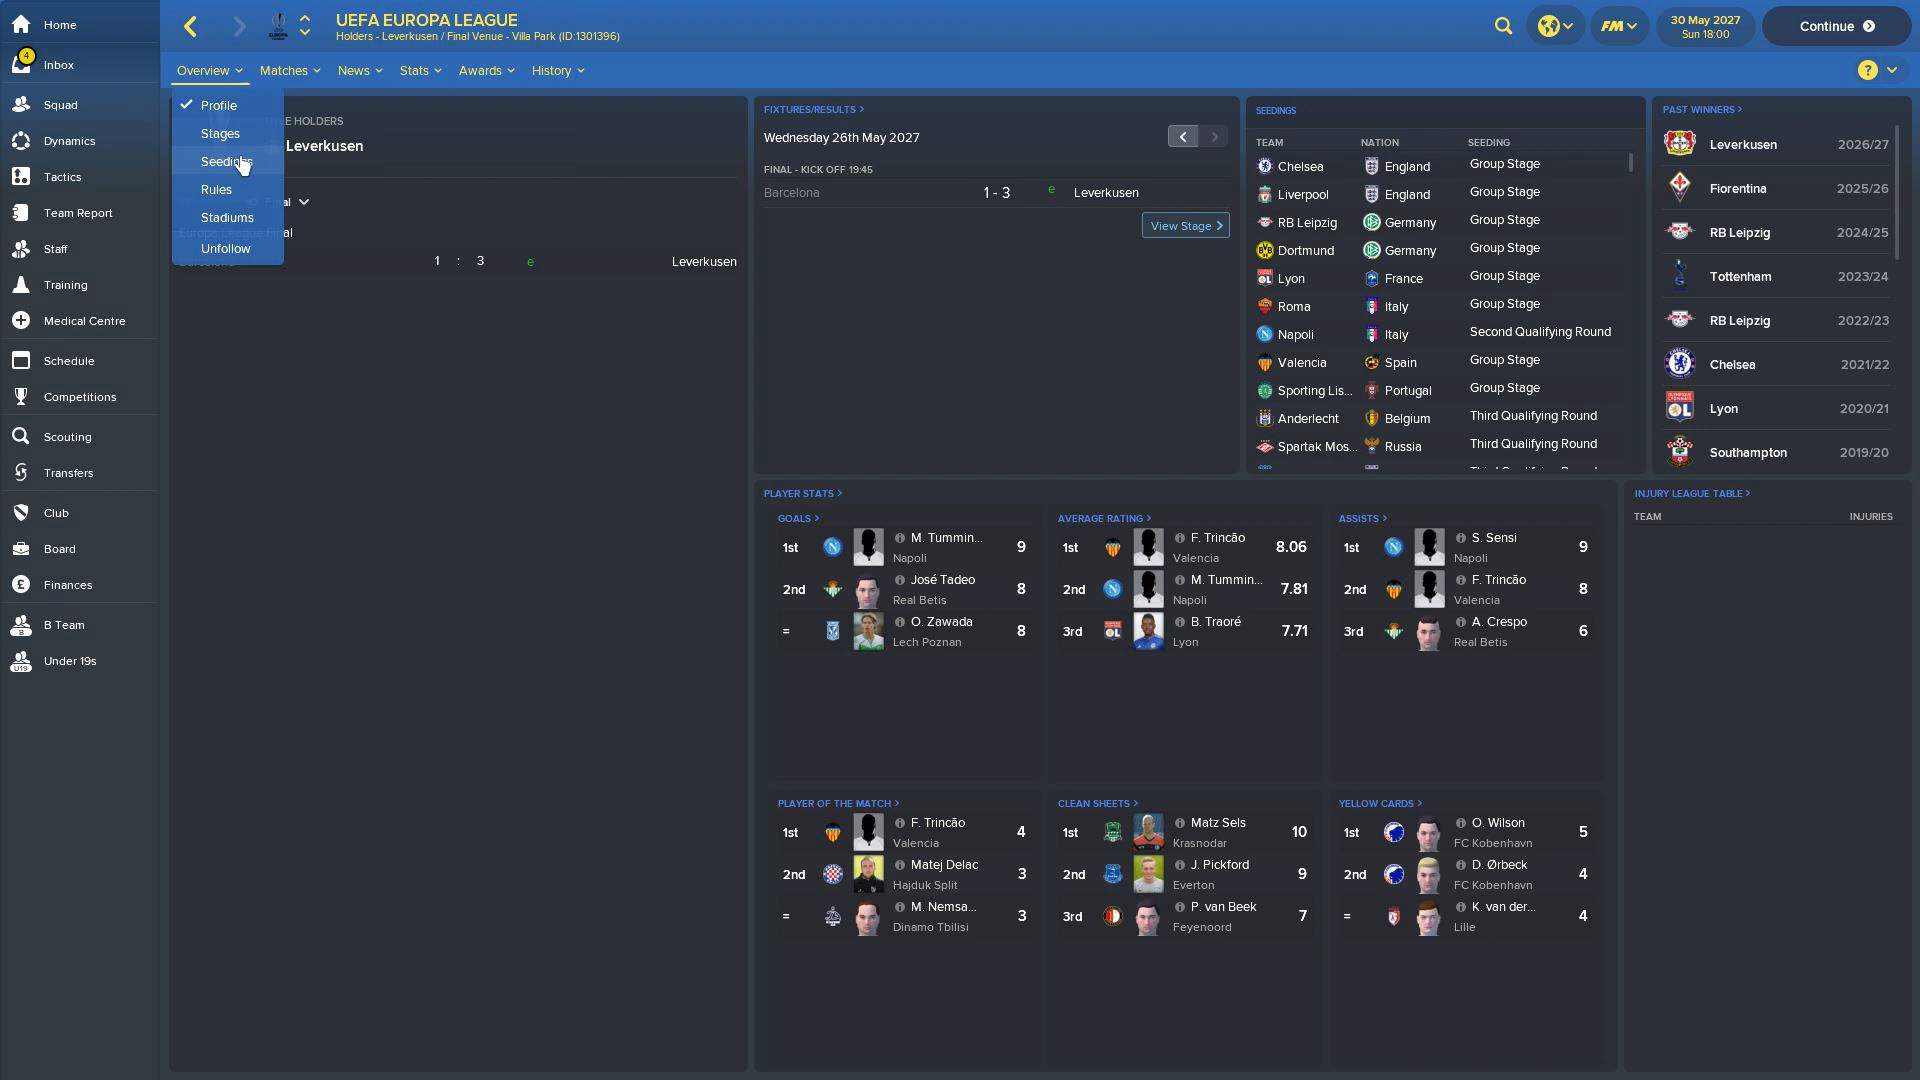 Home
4
Inbox
Squad
Dynamics
Tactics
Team Report
Staff
Training
Medical Centre
Schedule
Competitions
Scouting
Transfers
Club
Board
Finances
B Team
Under 19s
UEFA EUROPA LEAGUE
Holders - Leverkusen / Final Venue - Villa Park (ID:1301396)
FM
30 May 2027
Sun 18:00
Continue
Overview Matches News Stats Awards History
?
Profile
Stages
Seedings
Rules
Stadiums
Unfollow
HOLDERS
Leverkusen
Europa League Final
1 : 3 e Leverkusen
FIXTURES/RESULTS >
Wednesday 26th May 2027
FINAL - KICK OFF 19:45
Barcelona 1 - 3 e Leverkusen
View Stage >
SEEDINGS
TEAM NATION SEEDING
Chelsea England Group Stage
Liverpool England Group Stage
RB Leipzig Germany Group Stage
Dortmund Germany Group Stage
Lyon France Group Stage
Roma Italy Group Stage
Napoli Italy Second Qualifying Round
Valencia Spain Group Stage
Sporting Lis... Portugal Group Stage
Anderlecht Belgium Third Qualifying Round
Spartak Mos... Russia Third Qualifying Round
PAST WINNERS >
Leverkusen 2026/27
Fiorentina 2025/26
RB Leipzig 2024/25
Tottenham 2023/24
RB Leipzig 2022/23
Chelsea 2021/22
Lyon 2020/21
Southampton 2019/20
PLAYER STATS >
GOALS >
1st M. Tummin... 9
Napoli
2nd José Tadeo 8
Real Betis
= O. Zawada 8
Lech Poznan
AVERAGE RATING >
1st F. Trincão 8.06
Valencia
2nd M. Tummin... 7.81
Napoli
3rd B. Traoré 7.71
Lyon
ASSISTS >
1st S. Sensi 9
Napoli
2nd F. Trincão 8
Valencia
3rd A. Crespo 6
Real Betis
PLAYER OF THE MATCH >
1st F. Trincão 4
Valencia
2nd Matej Delac 3
Hajduk Split
= M. Nemsa... 3
Dinamo Tbilisi
CLEAN SHEETS >
1st Matz Sels 10
Krasnodar
2nd J. Pickford 9
Everton
3rd P. van Beek 7
Feyenoord
YELLOW CARDS >
1st O. Wilson 5
FC Kobenhavn
2nd D. Ørbeck 4
FC Kobenhavn
= K. van der... 4
Lille
INJURY LEAGUE TABLE >
TEAM INJURIES